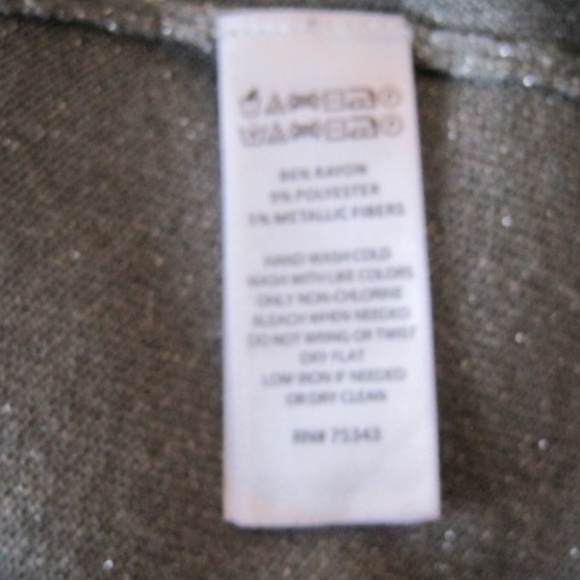 86% RAYON
9% POLYESTER
5% METALLIC FIBERS
HAND WASH COLD
WASH WITH LIKE COLORS
ONLY NON-CHLORINE
BLEACH WHEN NEEDED
DO NOT WRING OR TWIST
DRY FLAT
LOW IRON IF NEEDED
OR DRY CLEAN
RN# 75343